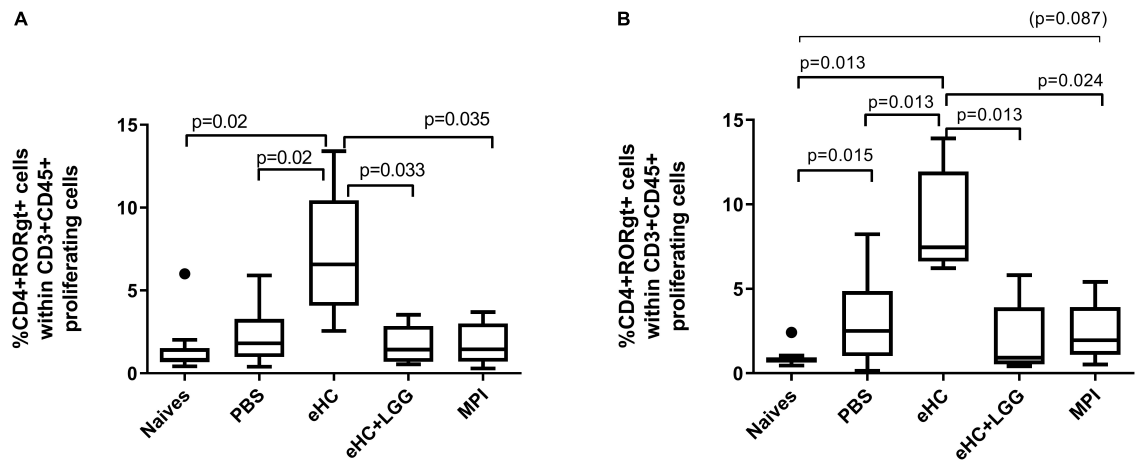 A
%CD4+RORgt+ cells
within CD3+CD45+
proliferating cells
15
10
5
0
p=0.02
p=0.035
p=0.02
p=0.033
Naives
PBS
eHC
eHC+LGG
MPI
B
%CD4+RORgt+ cells
within CD3+CD45+
proliferating cells
15
10
5
0
(p=0.087)
p=0.013
p=0.024
p=0.013
p=0.013
p=0.015
Naives
PBS
eHC
eHC+LGG
MPI